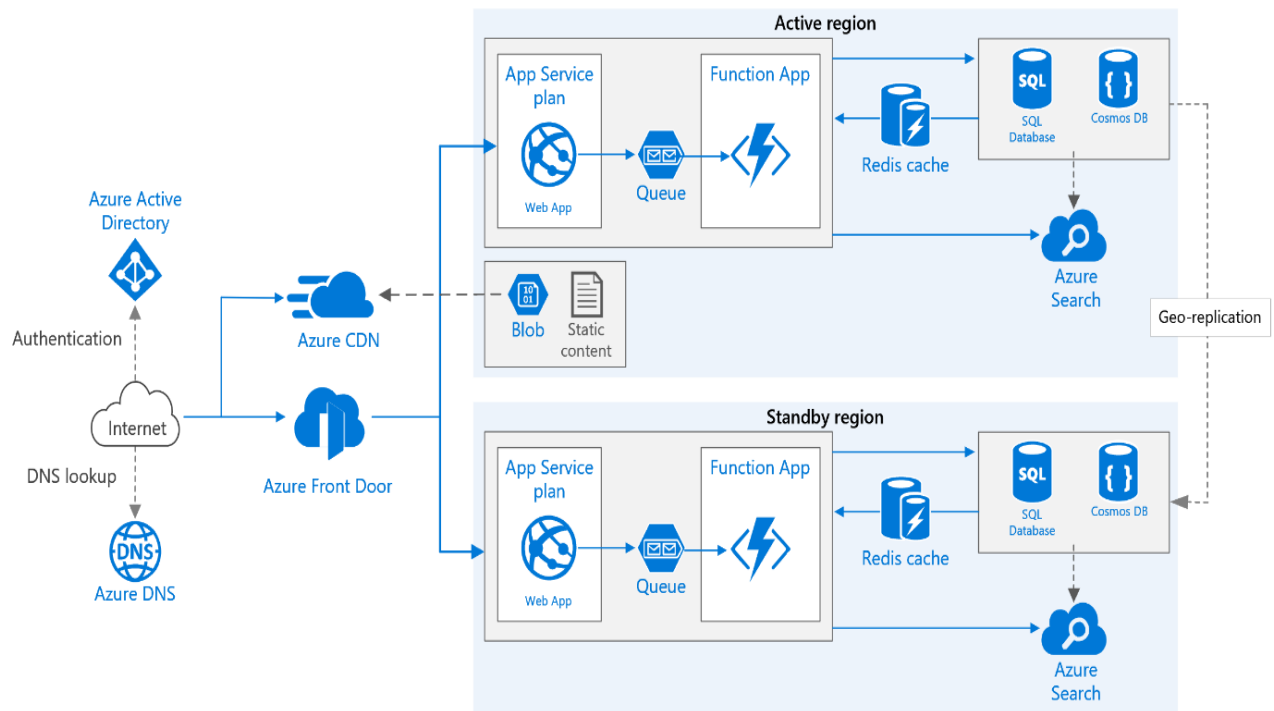 Active region
App Service
plan
Web App
Queue
Function App
Redis cache
SQL
SQL
Database
{ }
Cosmos DB
Azure
Search
10
01
Blob
Static
content
Geo-replication
Azure Active
Directory
Authentication
Internet
DNS lookup
DNS
Azure DNS
Azure CDN
Azure Front Door
Standby region
App Service
plan
Web App
Queue
Function App
Redis cache
SQL
SQL
Database
{ }
Cosmos DB
Azure
Search